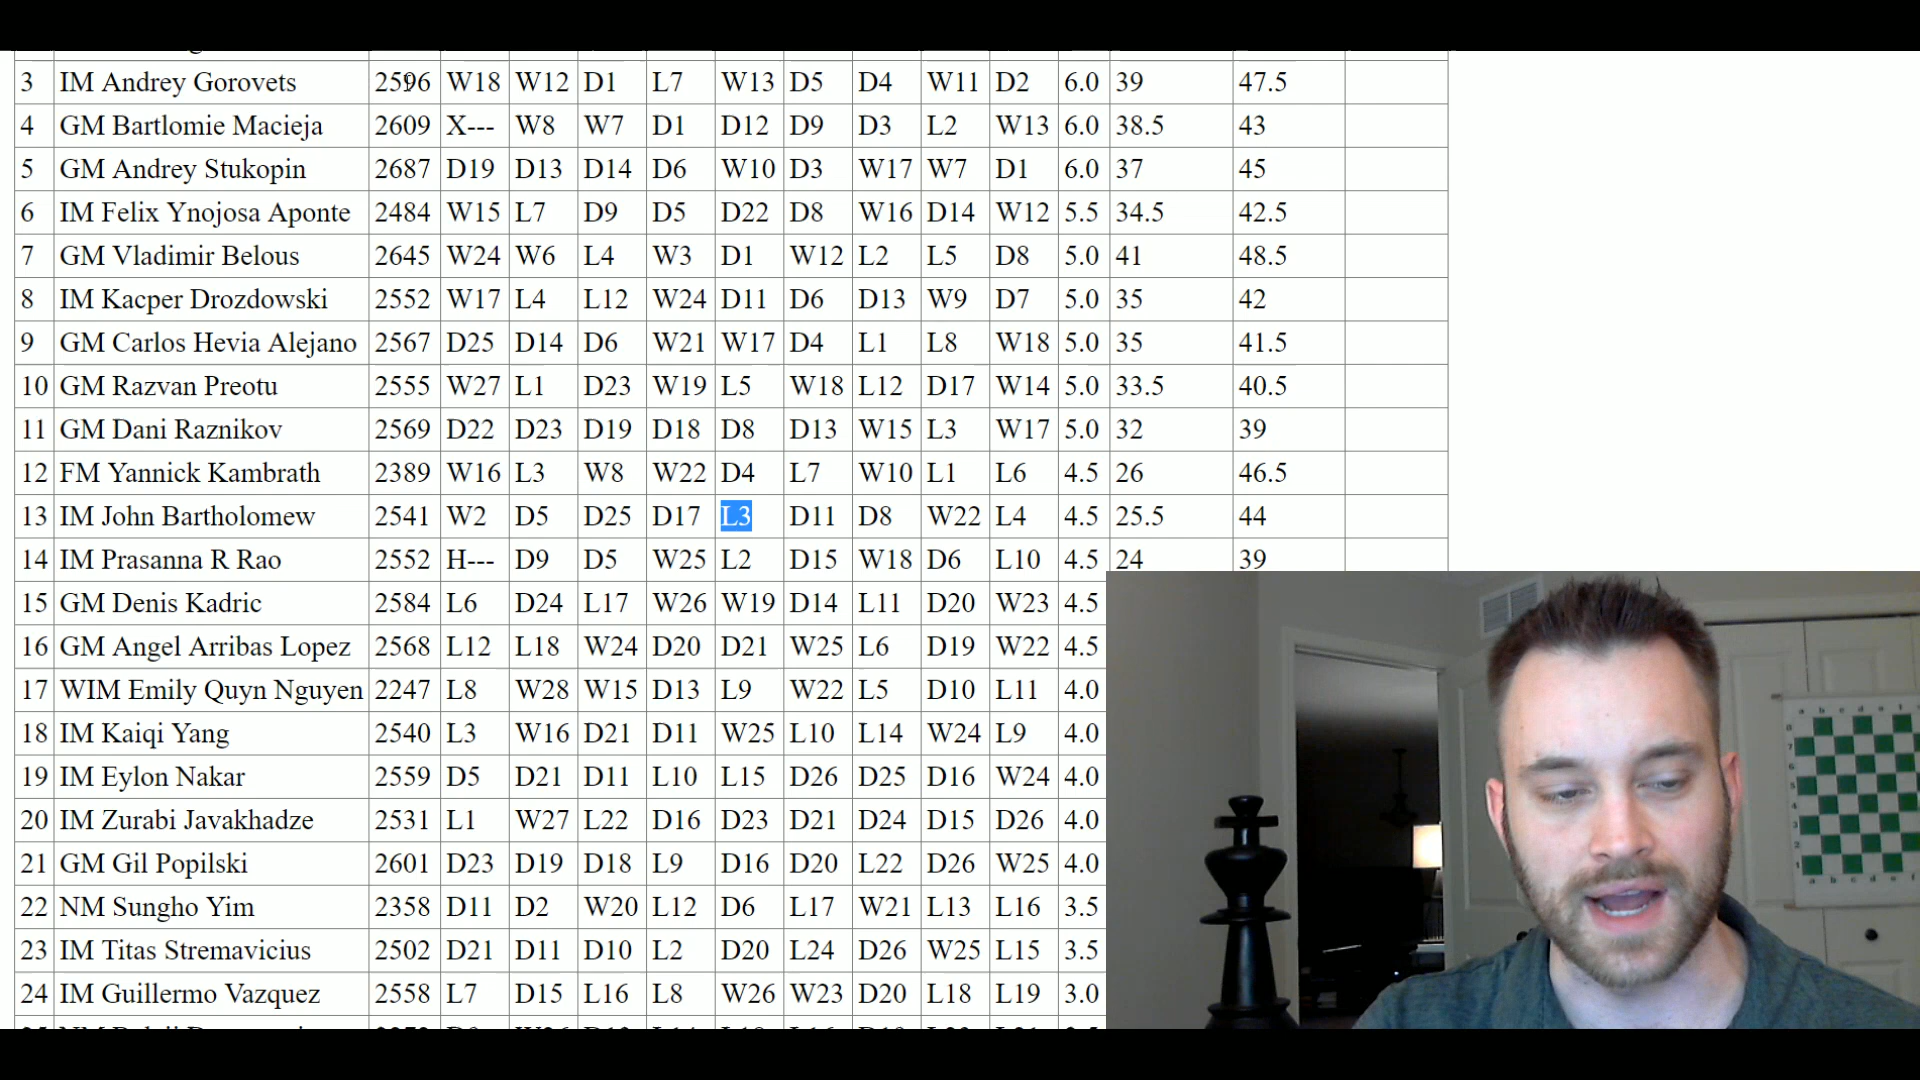 3 IM Andrey Gorovets 2596 W18 W12 D1 L7 W13 D5 D4 W11 D2 6.0 39 47.5
4 GM Bartlomie Macieja 2609 X--- W8 W7 D1 D12 D9 D3 L2 W13 6.0 38.5 43
5 GM Andrey Stukopin 2687 D19 D13 D14 D6 W10 D3 W17 W7 D1 6.0 37 45
6 IM Felix Ynojosa Aponte 2484 W15 L7 D9 D5 D22 D8 W16 D14 W12 5.5 34.5 42.5
7 GM Vladimir Belous 2645 W24 W6 L4 W3 D1 W12 L2 L5 D8 5.0 41 48.5
8 IM Kacper Drozdowski 2552 W17 L4 L12 W24 D11 D6 D13 W9 D7 5.0 35 42
9 GM Carlos Hevia Alejano 2567 D25 D14 D6 W21 W17 D4 L1 L8 W18 5.0 35 41.5
10 GM Razvan Preotu 2555 W27 L1 D23 W19 L5 W18 L12 D17 W14 5.0 33.5 40.5
11 GM Dani Raznikov 2569 D22 D23 D19 D18 D8 D13 W15 L3 W17 5.0 32 39
12 FM Yannick Kambrath 2389 W16 L3 W8 W22 D4 L7 W10 L1 L6 4.5 26 46.5
13 IM John Bartholomew 2541 W2 D5 D25 D17 L3 D11 D8 W22 L4 4.5 25.5 44
14 IM Prasanna R Rao 2552 H--- D9 D5 W25 L2 D15 W18 D6 L10 4.5 24 39
15 GM Denis Kadric 2584 L6 D24 L17 W26 W19 D14 L11 D20 W23 4.5
16 GM Angel Arribas Lopez 2568 L12 L18 W24 D20 D21 W25 L6 D19 W22 4.5
17 WIM Emily Quyn Nguyen 2247 L8 W28 W15 D13 L9 W22 L5 D10 L11 4.0
18 IM Kaiqi Yang 2540 L3 W16 D21 D11 W25 L10 L14 W24 L9 4.0
19 IM Eylon Nakar 2559 D5 D21 D11 L10 L15 D26 D25 D16 W24 4.0
20 IM Zurabi Javakhadze 2531 L1 W27 L22 D16 D23 D21 D24 D15 D26 4.0
21 GM Gil Popilski 2601 D23 D19 D18 L9 D16 D20 L22 D26 W25 4.0
22 NM Sungho Yim 2358 D11 D2 W20 L12 D6 L17 W21 L13 L16 3.5
23 IM Titas Stremavicius 2502 D21 D11 D10 L2 D20 L24 D26 W25 L15 3.5
24 IM Guillermo Vazquez 2558 L7 D15 L16 L8 W26 W23 D20 L18 L19 3.0